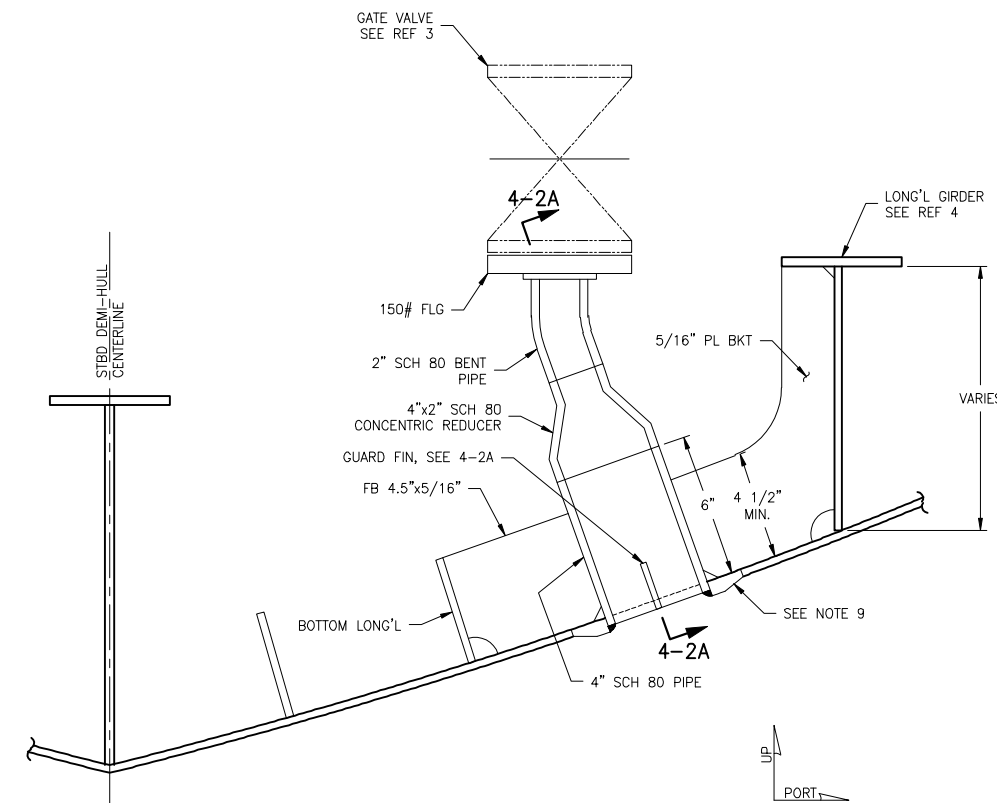 GATE VALVE
SEE REF 3
4-2A
LONG'L GIRDER
SEE REF 4
STBD DEMI-HULL
CENTERLINE
150# FLG
5/16" PL BKT
2" SCH 80 BENT
PIPE
VARIES
4"x2" SCH 80
CONCENTRIC REDUCER
GUARD FIN, SEE 4-2A
FB 4.5"x5/16"
6"
4 1/2"
MIN.
BOTTOM LONG'L
SEE NOTE 9
4-2A
4" SCH 80 PIPE
UP
PORT